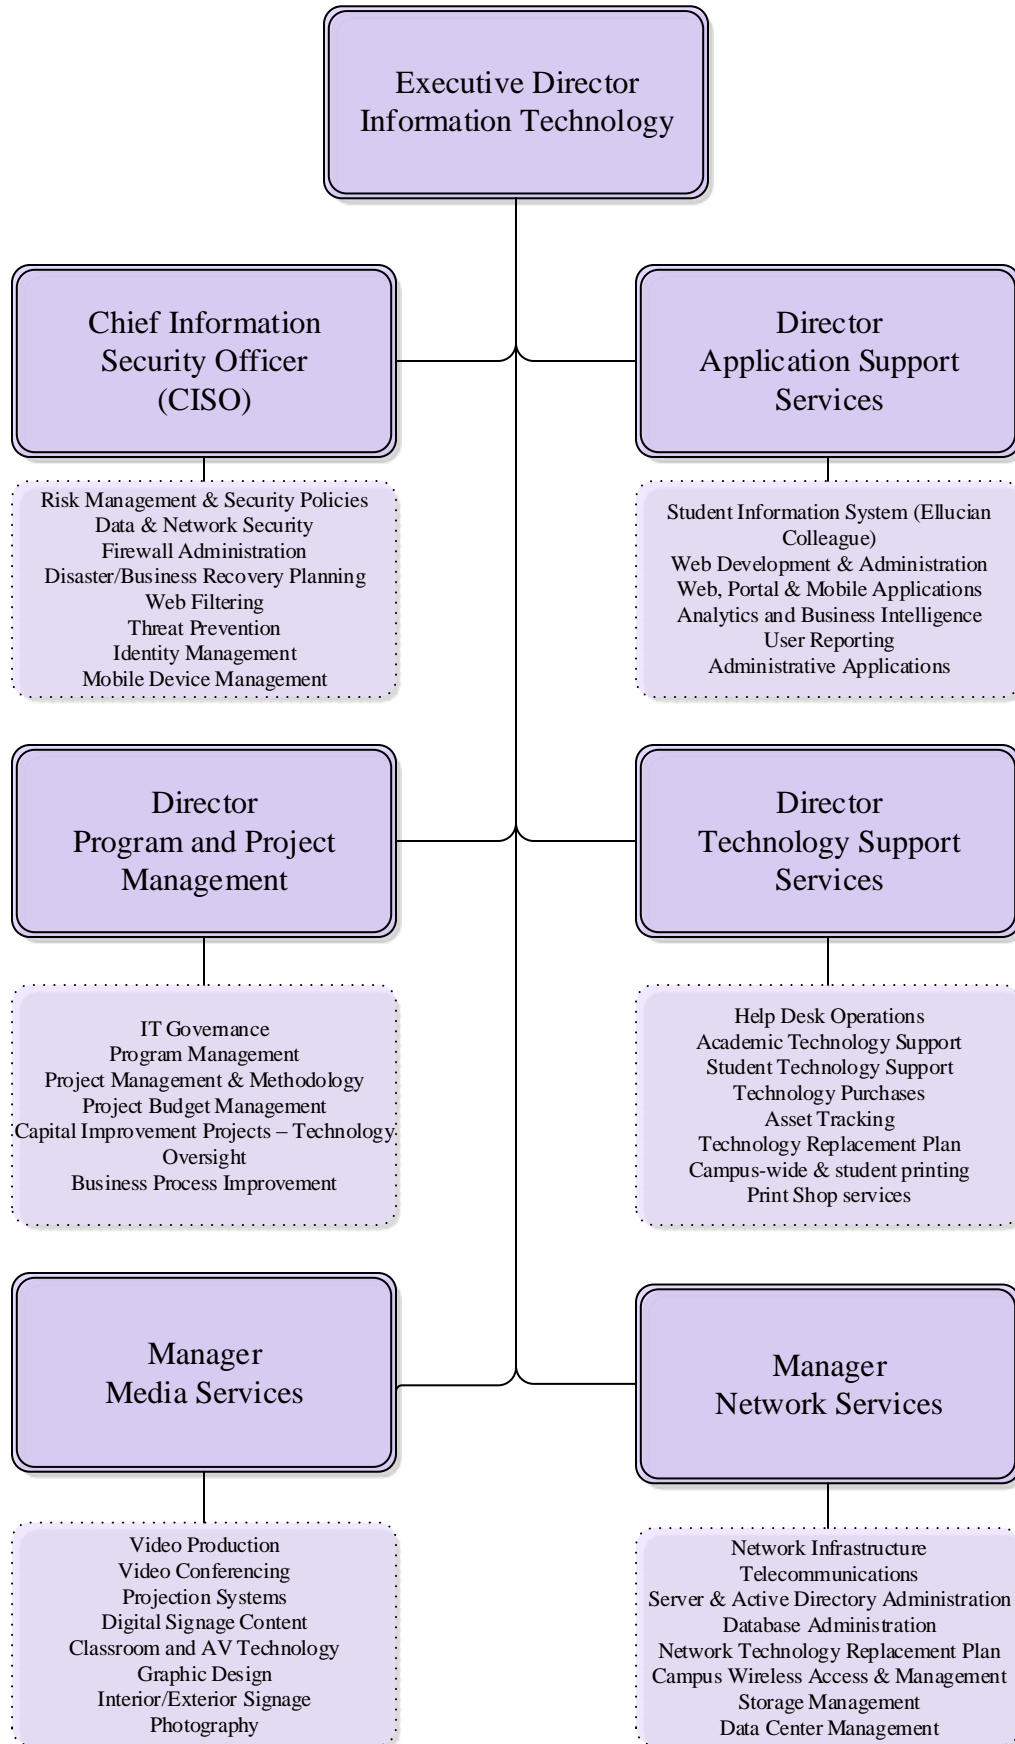 Executive Director
Information Technology
Chief Information
Security Officer
(CISO)
Director
Application Support
Services
Risk Management & Security Policies
Data & Network Security
Firewall Administration
Disaster/Business Recovery Planning
Web Filtering
Threat Prevention
Identity Management
Mobile Device Management
Student Information System (Ellucian
Colleague)
Web Development & Administration
Web, Portal & Mobile Applications
Analytics and Business Intelligence
User Reporting
Administrative Applications
Director
Program and Project
Management
Director
Technology Support
Services
IT Governance
Program Management
Project Management & Methodology
Project Budget Management
Capital Improvement Projects – Technology
Oversight
Business Process Improvement
Help Desk Operations
Academic Technology Support
Student Technology Support
Technology Purchases
Asset Tracking
Technology Replacement Plan
Campus-wide & student printing
Print Shop services
Manager
Media Services
Manager
Network Services
Video Production
Video Conferencing
Projection Systems
Digital Signage Content
Classroom and AV Technology
Graphic Design
Interior/Exterior Signage
Photography
Network Infrastructure
Telecommunications
Server & Active Directory Administration
Database Administration
Network Technology Replacement Plan
Campus Wireless Access & Management
Storage Management
Data Center Management